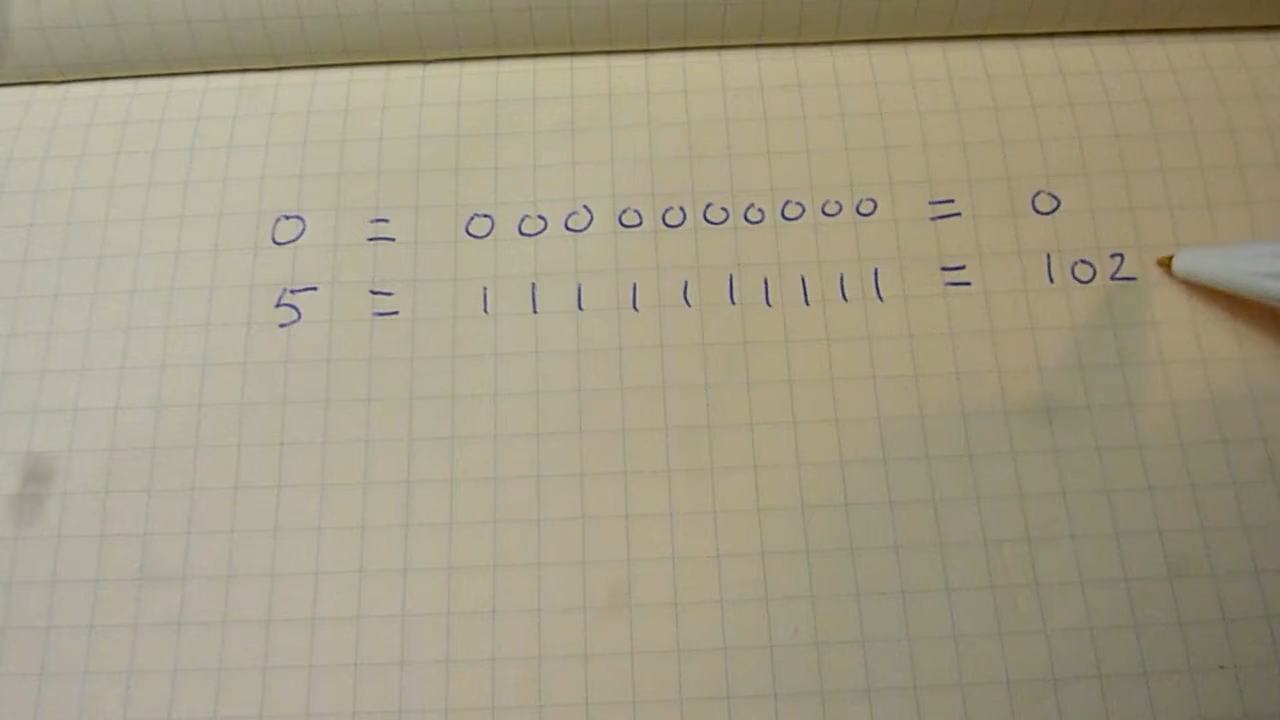 0 = 0000000000 = 0
5 = 1111111111 = 102